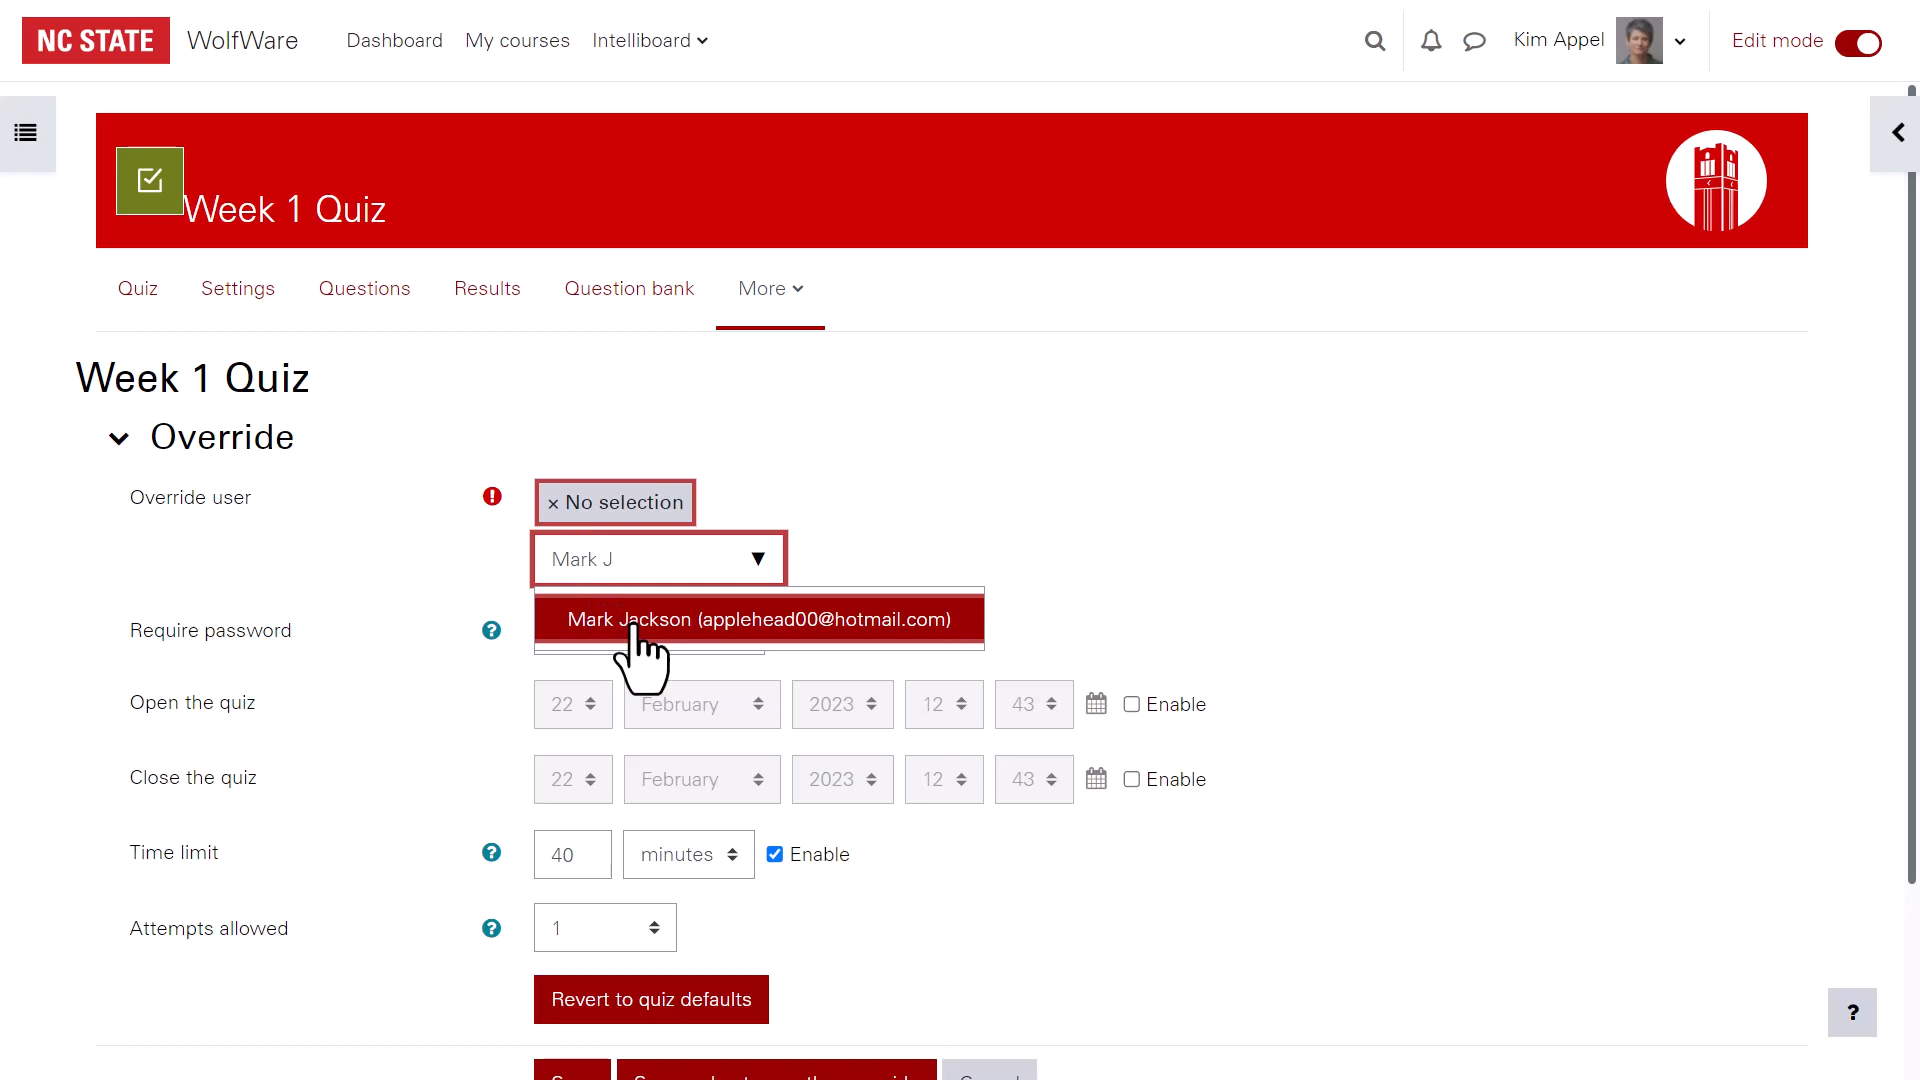 NC STATE WolfWare Dashboard My courses Intelliboard Kim Appel Edit mode
Week 1 Quiz
Quiz Settings Questions Results Question bank More
Week 1 Quiz
Override
Override user × No selection
Mark J
Mark Jackson (applehead00@hotmail.com)
Require password
Open the quiz 22 February 2023 12 43 Enable
Close the quiz 22 February 2023 12 43 Enable
Time limit 40 minutes Enable
Attempts allowed 1
Revert to quiz defaults
?